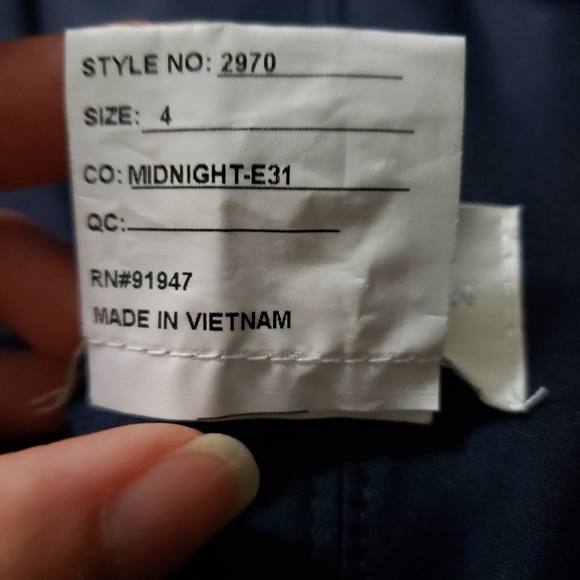 STYLE NO: 2970
SIZE: 4
CO: MIDNIGHT-E31
QC:
RN#91947
MADE IN VIETNAM